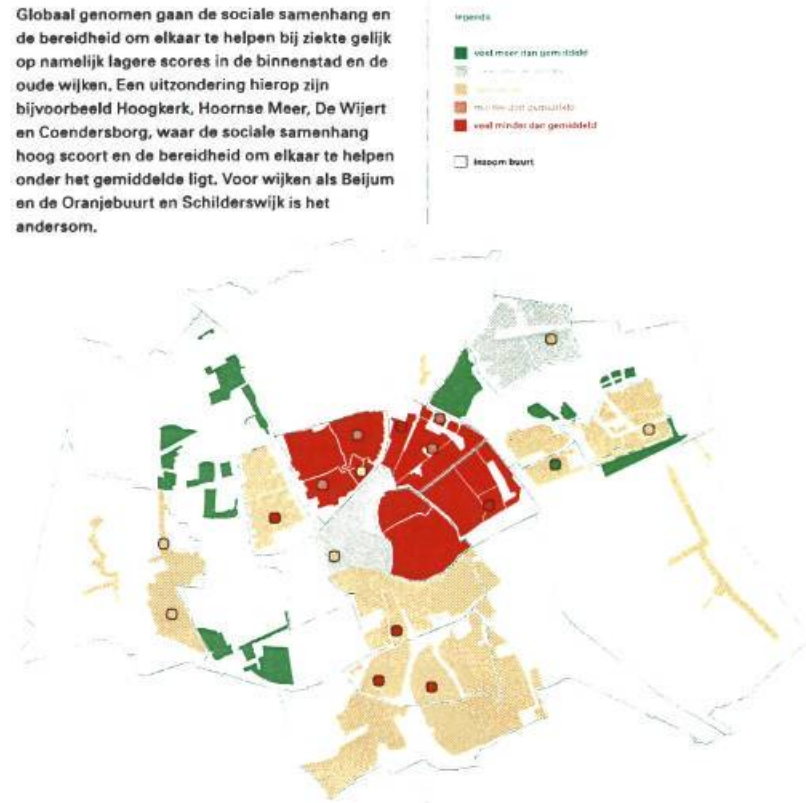 Globaal genomen gaan de sociale samenhang en
de bereidheid om elkaar te helpen bij ziekte gelijk
op namelijk lagere scores in de binnenstad en de
oude wijken. Een uitzondering hierop zijn
bijvoorbeeld Hoogkerk, Hoornse Meer, De Wijert
en Coendersborg, waar de sociale samenhang
hoog scoort en de bereidheid om elkaar te helpen
onder het gemiddelde ligt. Voor wijken als Beijum
en de Oranjebuurt en Schilderswijk is het
andersom.
legenda
veel meer dan gemiddeld
minder dan gemiddeld
veel minder dan gemiddeld
inzoom buurt